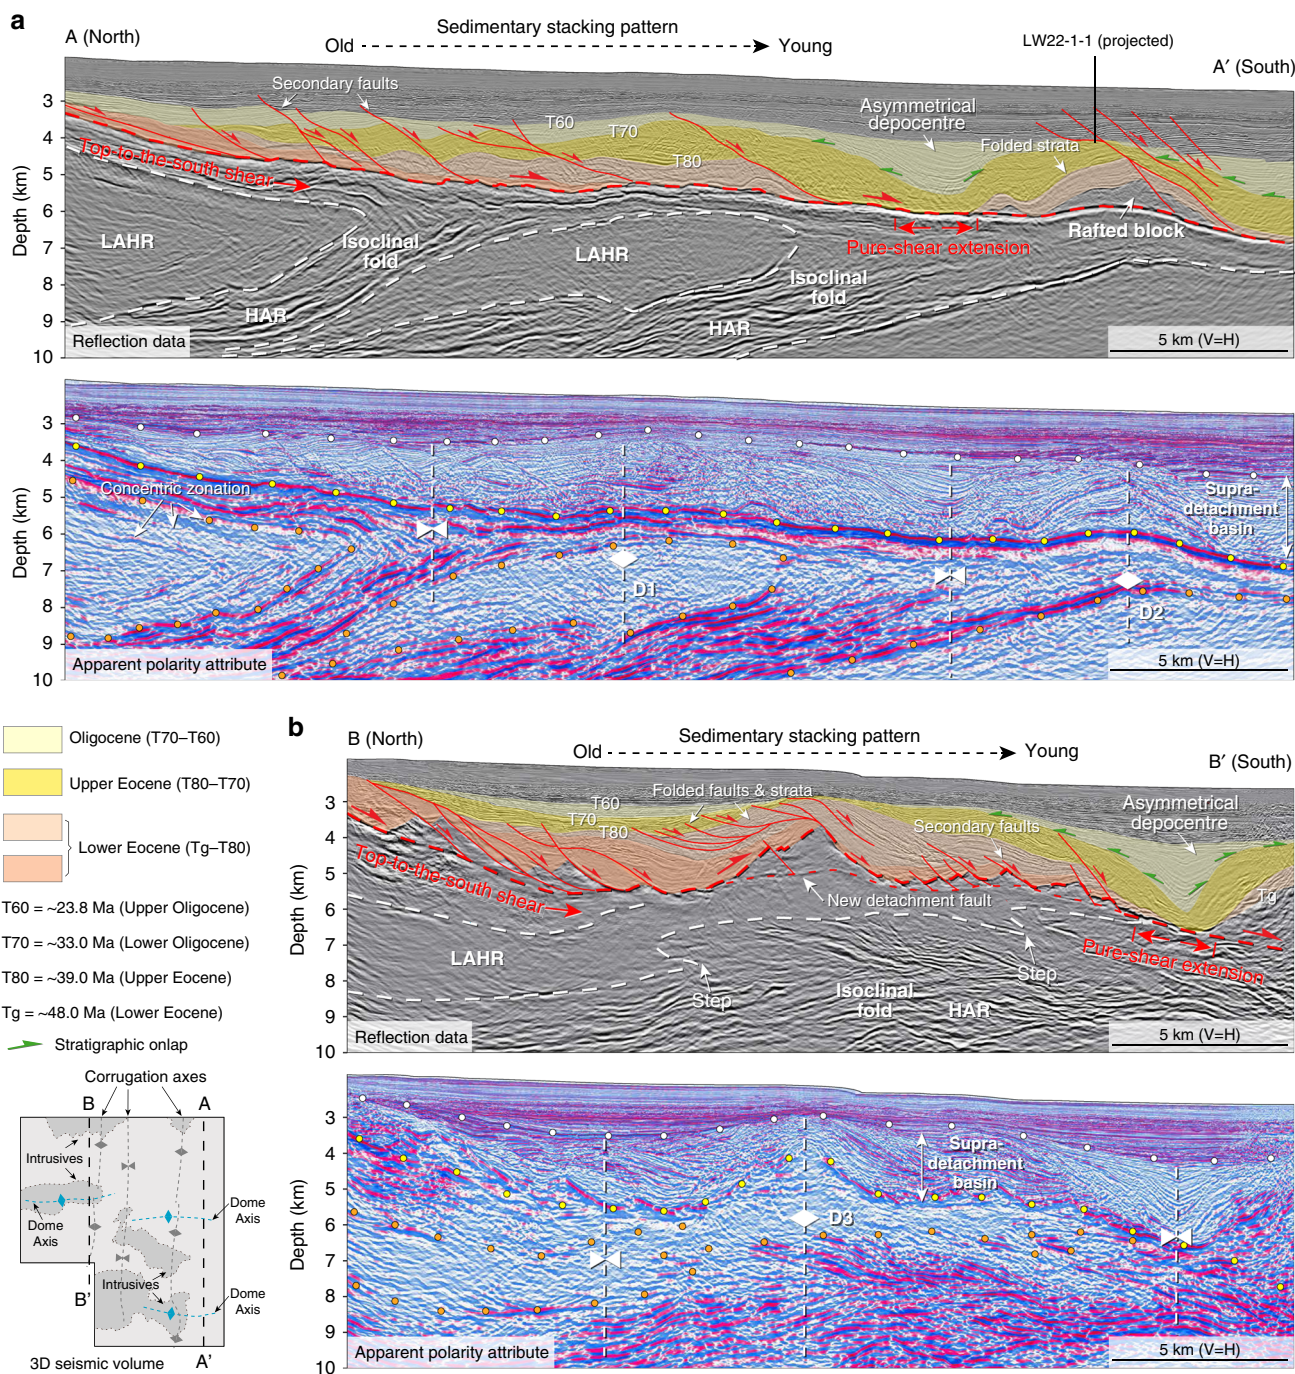 a
A (North)
Sedimentary stacking pattern
Old
Young
LW22-1-1 (projected)
A′ (South)
Secondary faults
T60
T70
T80
Asymmetrical
depocentre
Folded strata
Top-to-the-south shear
Pure-shear extension
Rafted block
LAHR
Isoclinal
fold
LAHR
Isoclinal
fold
HAR
HAR
Reflection data
5 km (V=H)
Depth (km)
3
4
5
6
7
8
9
10
Concentric zonation
D1
D2
Supra-
detachment
basin
Apparent polarity attribute
5 km (V=H)
Depth (km)
3
4
5
6
7
8
9
10
Oligocene (T70–T60)
Upper Eocene (T80–T70)
Lower Eocene (Tg–T80)
T60 = ~23.8 Ma (Upper Oligocene)
T70 = ~33.0 Ma (Lower Oligocene)
T80 = ~39.0 Ma (Upper Eocene)
Tg = ~48.0 Ma (Lower Eocene)
Stratigraphic onlap
Corrugation axes
B
A
Intrusives
Dome
Axis
Dome
Axis
Intrusives
Dome
Axis
B'
A'
3D seismic volume
b
B (North)
Sedimentary stacking pattern
Old
Young
B′ (South)
T60
T70
T80
Folded faults & strata
Secondary faults
Asymmetrical
depocentre
Tg
Top-to-the-south shear
New detachment fault
Pure-shear extension
LAHR
Step
Isoclinal
fold
HAR
Step
Reflection data
5 km (V=H)
Depth (km)
3
4
5
6
7
8
9
10
Supra-
detachment
basin
D3
Apparent polarity attribute
5 km (V=H)
Depth (km)
3
4
5
6
7
8
9
10